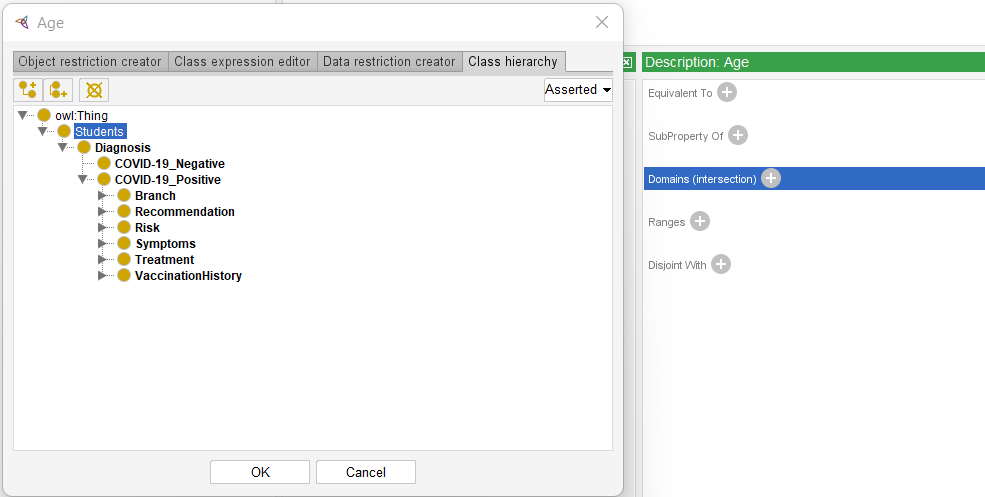 Age
Object restriction creator Class expression editor Data restriction creator Class hierarchy
Asserted
owl:Thing
Students
Diagnosis
COVID-19_Negative
COVID-19_Positive
Branch
Recommendation
Risk
Symptoms
Treatment
VaccinationHistory
OK Cancel
Description: Age
Equivalent To
SubProperty Of
Domains (intersection)
Ranges
Disjoint With